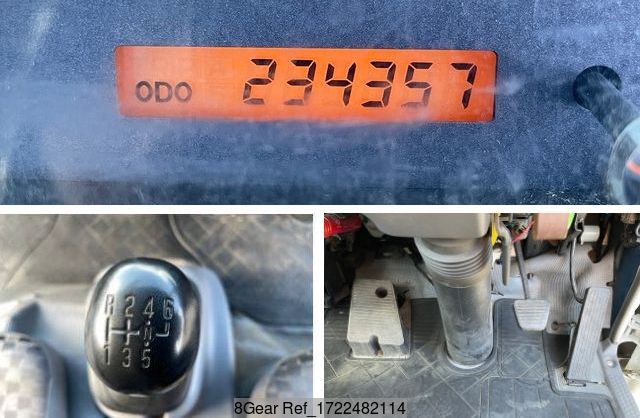 ODO 234357
R 2 4 6
N
1 3 5
8Gear Ref_1722482114